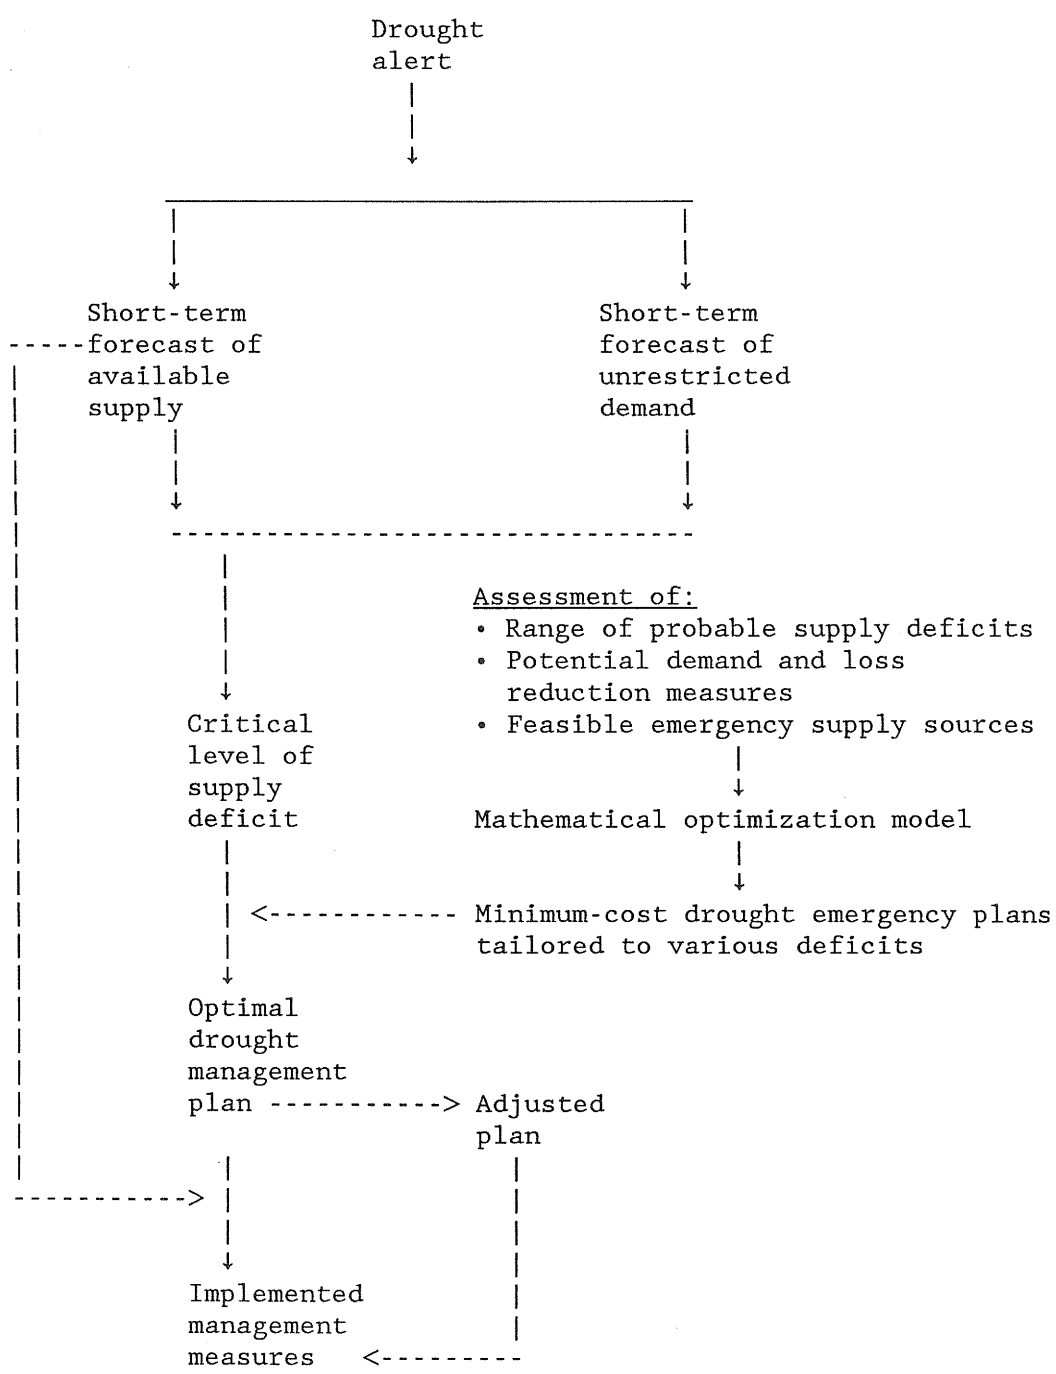 Drought
alert
Short-term
forecast of
available
supply
Short-term
forecast of
unrestricted
demand
Assessment of:
• Range of probable supply deficits
• Potential demand and loss
reduction measures
• Feasible emergency supply sources
Critical
level of
supply
deficit
Mathematical optimization model
Minimum-cost drought emergency plans
tailored to various deficits
Optimal
drought
management
plan
Adjusted
plan
Implemented
management
measures